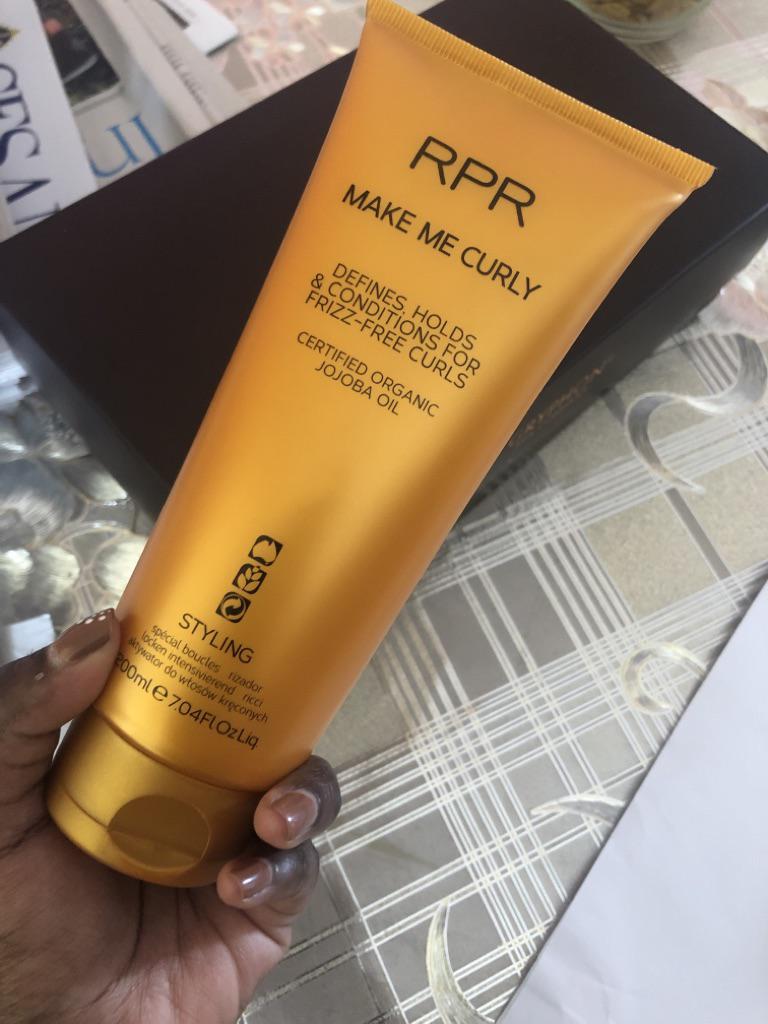 RPR
MAKE ME CURLY
DEFINES, HOLDS
& CONDITIONS FOR
FRIZZ-FREE CURLS
CERTIFIED ORGANIC
JOJOBA OIL
STYLING
spécial boucles rizador
locken intensivierend ricci
aktywator do włosów kręconych
200ml e 7.04Fl Oz Liq.